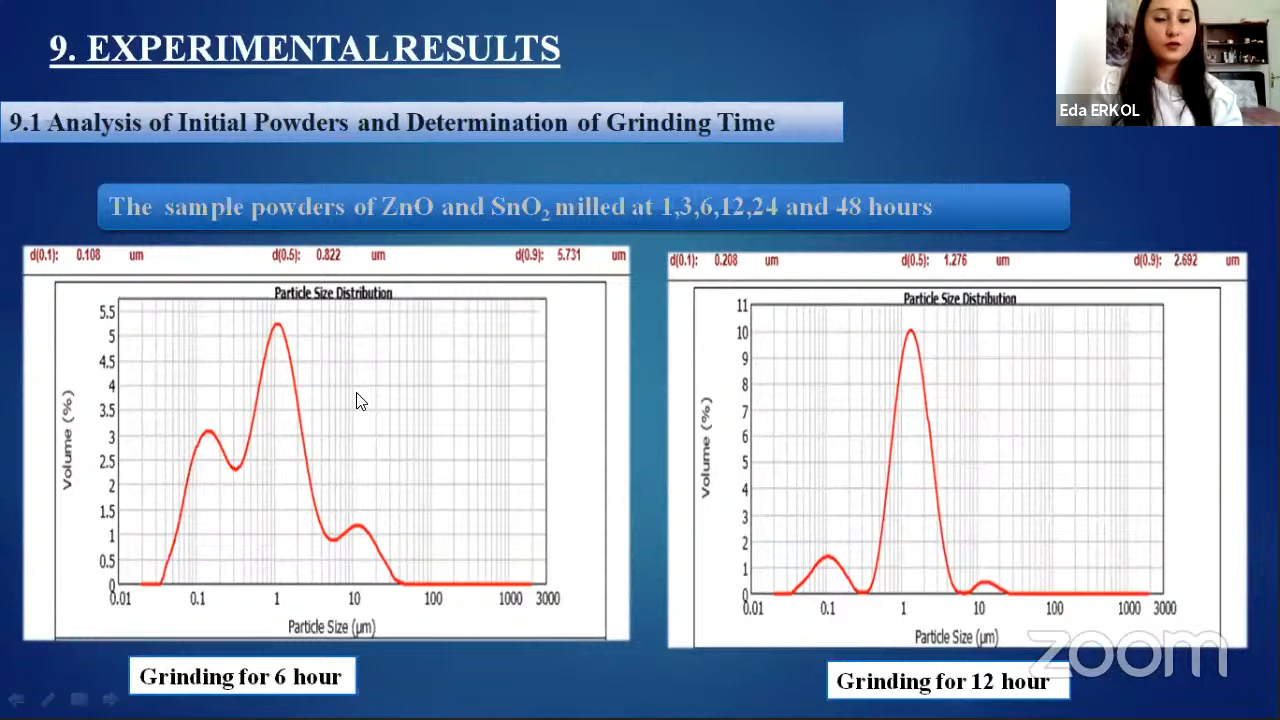 9. EXPERIMENTAL RESULTS
Eda ERKOL
9.1 Analysis of Initial Powders and Determination of Grinding Time
The sample powders of ZnO and SnO₂ milled at 1,3,6,12,24 and 48 hours
d(0.1): 0.108 um d(0.5): 0.822 um d(0.9): 5.731 um
Particle Size Distribution
5.5
5
4.5
4
3.5
3
2.5
2
1.5
1
0.5
0
Volume (%)
0.01 0.1 1 10 100 1000 3000
Particle Size (µm)
Grinding for 6 hour
d(0.1): 0.208 um d(0.5): 1.276 um d(0.9): 2.692 um
Particle Size Distribution
11
10
9
8
7
6
5
4
3
2
1
0
Volume (%)
0.01 0.1 1 10 100 1000 3000
Particle Size (µm)
Grinding for 12 hour
zoom